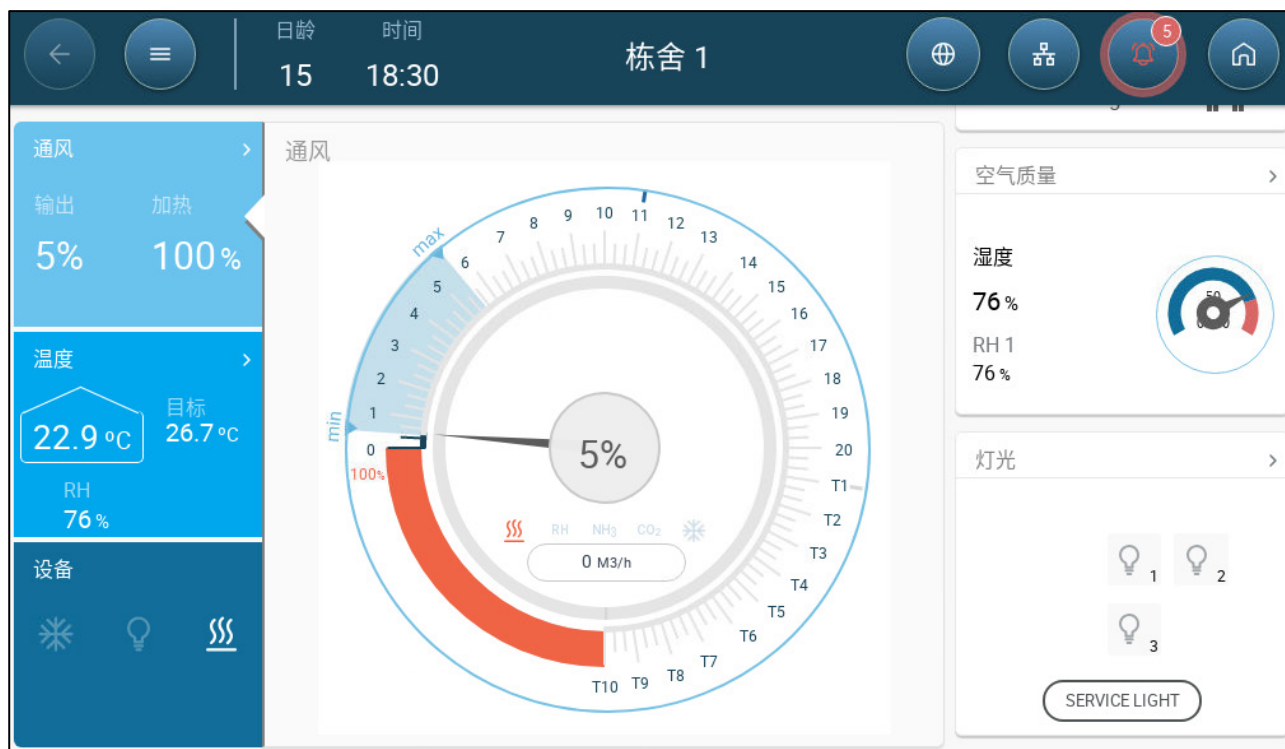 日龄 时间
15 18:30
栋舍 1
5
通风
输出 加热
5% 100%
温度
22.9 ºC
目标
26.7 ºC
RH
76 %
设备
通风
min
max
0
1
2
3
4
5
6
7
8
9
10
11
12
13
14
15
16
17
18
19
20
T1
T2
T3
T4
T5
T6
T7
T8
T9
T10
100%
5%
RH NH₃ CO₂
0 M3/h
空气质量
湿度
76 %
RH 1
76 %
50
灯光
1
2
3
SERVICE LIGHT